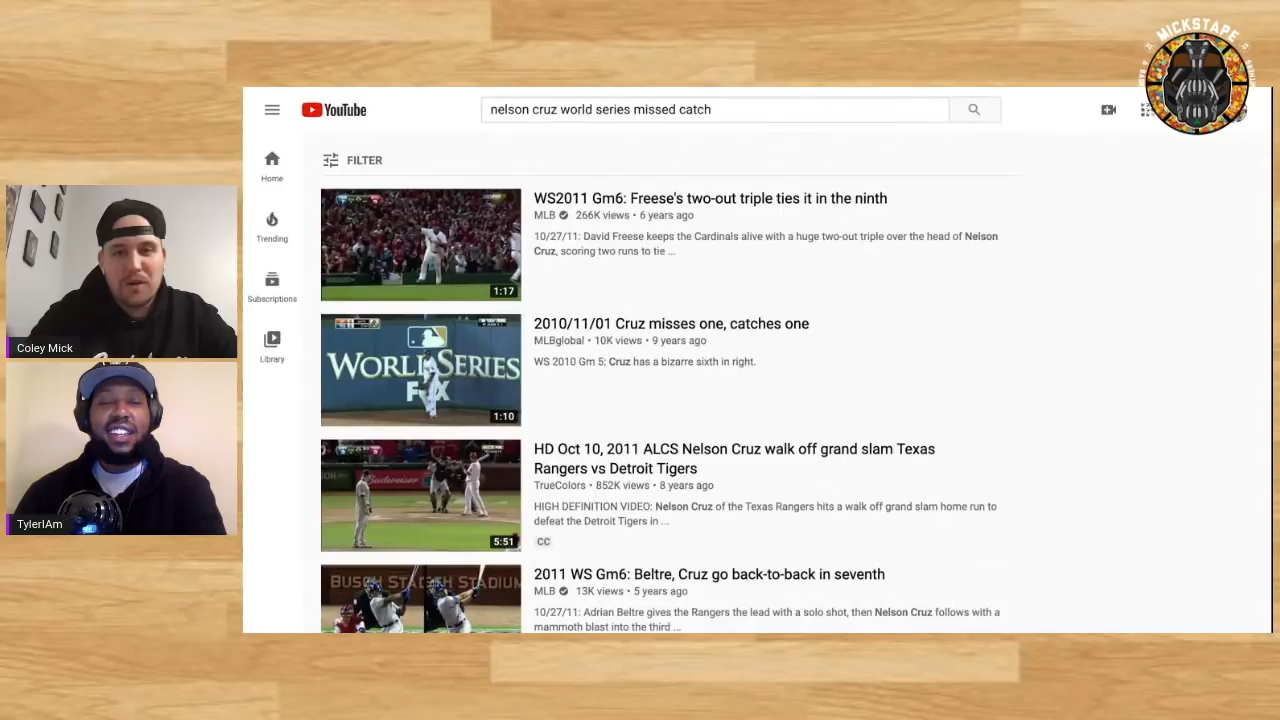 MICKSTAPE
YouTube
nelson cruz world series missed catch
Home
Trending
Subscriptions
Library
FILTER
1:17
WS2011 Gm6: Freese's two-out triple ties it in the ninth
MLB 266K views • 6 years ago
10/27/11: David Freese keeps the Cardinals alive with a huge two-out triple over the head of Nelson
Cruz, scoring two runs to tie ...
WORLD SERIES
FOX
1:10
2010/11/01 Cruz misses one, catches one
MLBglobal • 10K views • 9 years ago
WS 2010 Gm 5: Cruz has a bizarre sixth in right.
Budweiser
5:51
HD Oct 10, 2011 ALCS Nelson Cruz walk off grand slam Texas
Rangers vs Detroit Tigers
TrueColors • 852K views • 8 years ago
HIGH DEFINITION VIDEO: Nelson Cruz of the Texas Rangers hits a walk off grand slam home run to
defeat the Detroit Tigers in ...
CC
2011 WS Gm6: Beltre, Cruz go back-to-back in seventh
MLB 13K views • 5 years ago
10/27/11: Adrian Beltre gives the Rangers the lead with a solo shot, then Nelson Cruz follows with a
mammoth blast into the third ...
Coley Mick
TylerIAm